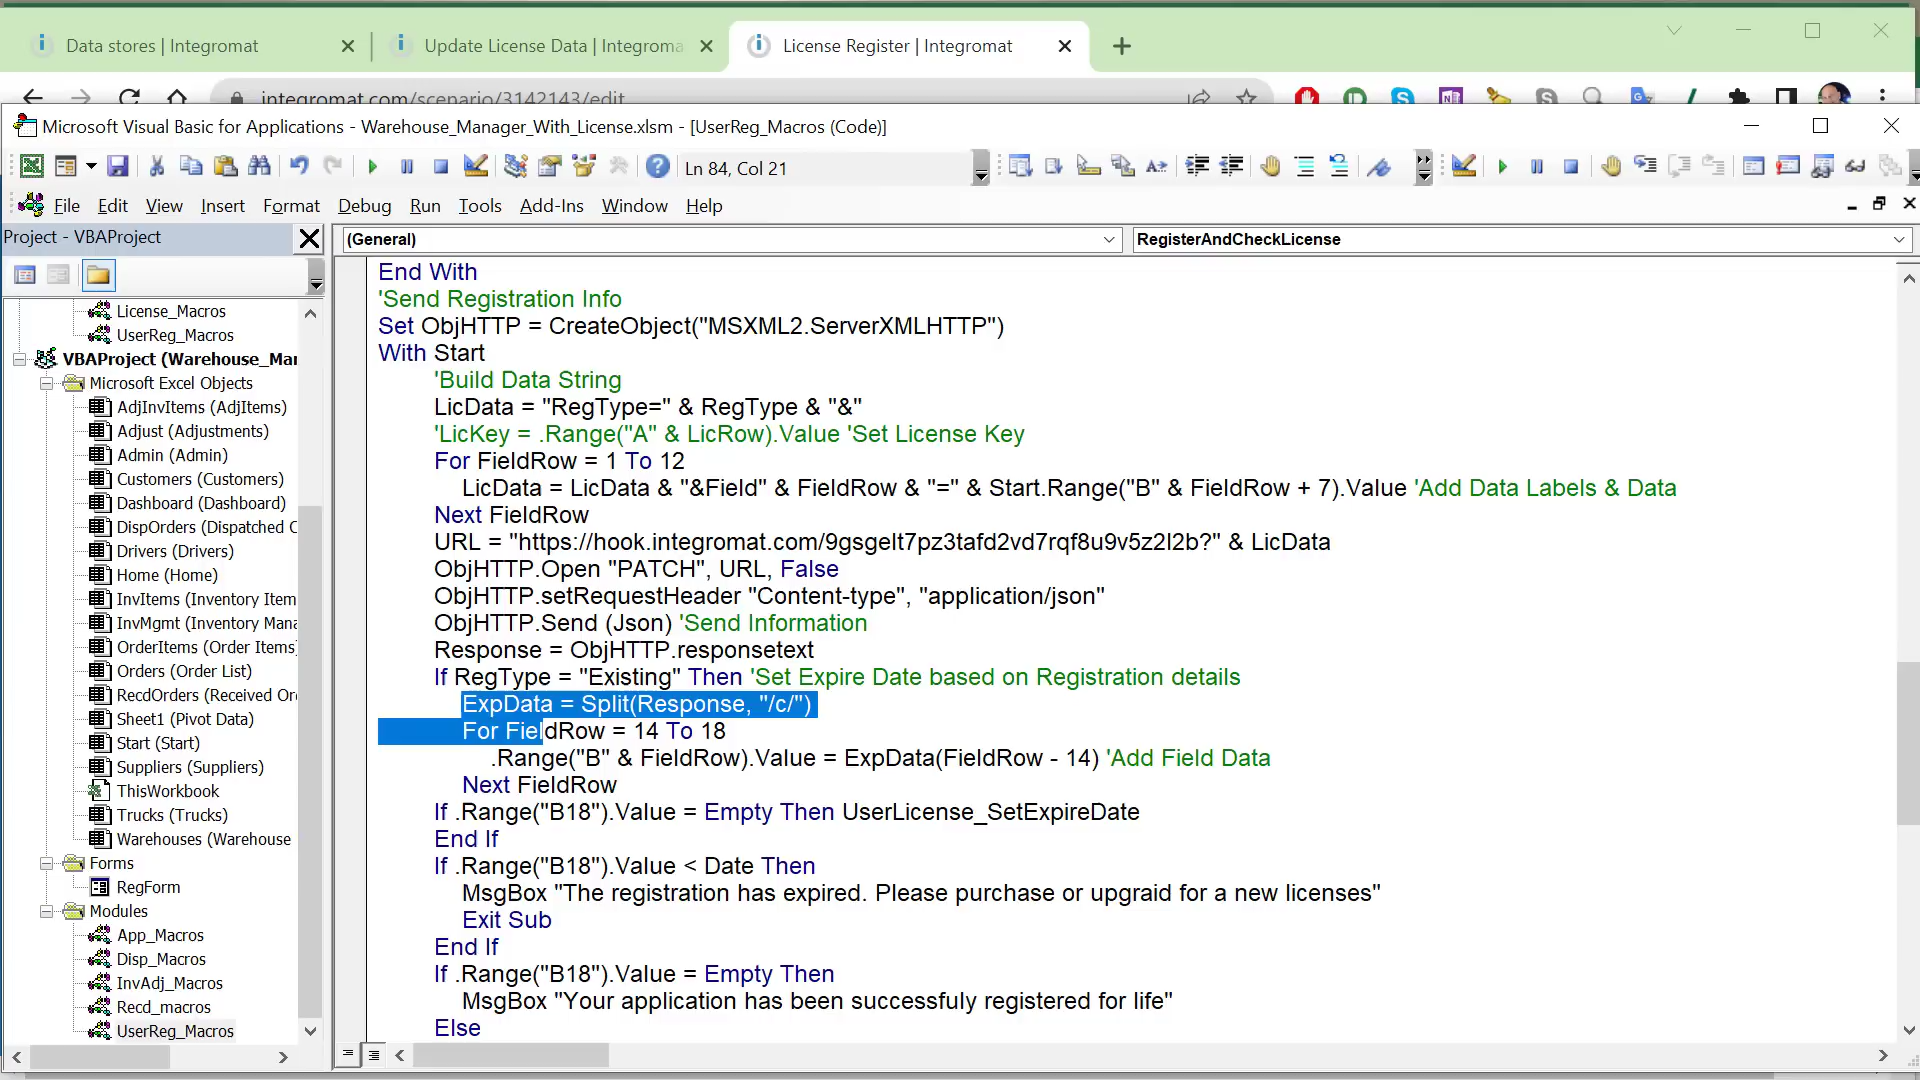 Data stores | Integromat
Update License Data | Integroma
License Register | Integromat
integromat.com/scenario/3142143/edit
Microsoft Visual Basic for Applications - Warehouse_Manager_With_License.xlsm - [UserReg_Macros (Code)]
Ln 84, Col 21
File Edit View Insert Format Debug Run Tools Add-Ins Window Help
Project - VBAProject
(General)
RegisterAndCheckLicense
License_Macros
UserReg_Macros
VBAProject (Warehouse_Mar
Microsoft Excel Objects
AdjInvItems (AdjItems)
Adjust (Adjustments)
Admin (Admin)
Customers (Customers)
Dashboard (Dashboard)
DispOrders (Dispatched C
Drivers (Drivers)
Home (Home)
InvItems (Inventory Item
InvMgmt (Inventory Mana
OrderItems (Order Items)
Orders (Order List)
RecdOrders (Received Or
Sheet1 (Pivot Data)
Start (Start)
Suppliers (Suppliers)
ThisWorkbook
Trucks (Trucks)
Warehouses (Warehouse
Forms
RegForm
Modules
App_Macros
Disp_Macros
InvAdj_Macros
Recd_macros
UserReg_Macros
End With
'Send Registration Info
Set ObjHTTP = CreateObject("MSXML2.ServerXMLHTTP")
With Start
'Build Data String
LicData = "RegType=" & RegType & "&"
'LicKey = .Range("A" & LicRow).Value 'Set License Key
For FieldRow = 1 To 12
LicData = LicData & "&Field" & FieldRow & "=" & Start.Range("B" & FieldRow + 7).Value 'Add Data Labels & Data
Next FieldRow
URL = "https://hook.integromat.com/9gsgelt7pz3tafd2vd7rqf8u9v5z2l2b?" & LicData
ObjHTTP.Open "PATCH", URL, False
ObjHTTP.setRequestHeader "Content-type", "application/json"
ObjHTTP.Send (Json) 'Send Information
Response = ObjHTTP.responsetext
If RegType = "Existing" Then 'Set Expire Date based on Registration details
ExpData = Split(Response, "/c/")
For FieldRow = 14 To 18
.Range("B" & FieldRow).Value = ExpData(FieldRow - 14) 'Add Field Data
Next FieldRow
If .Range("B18").Value = Empty Then UserLicense_SetExpireDate
End If
If .Range("B18").Value < Date Then
MsgBox "The registration has expired. Please purchase or upgraid for a new licenses"
Exit Sub
End If
If .Range("B18").Value = Empty Then
MsgBox "Your application has been successfuly registered for life"
Else